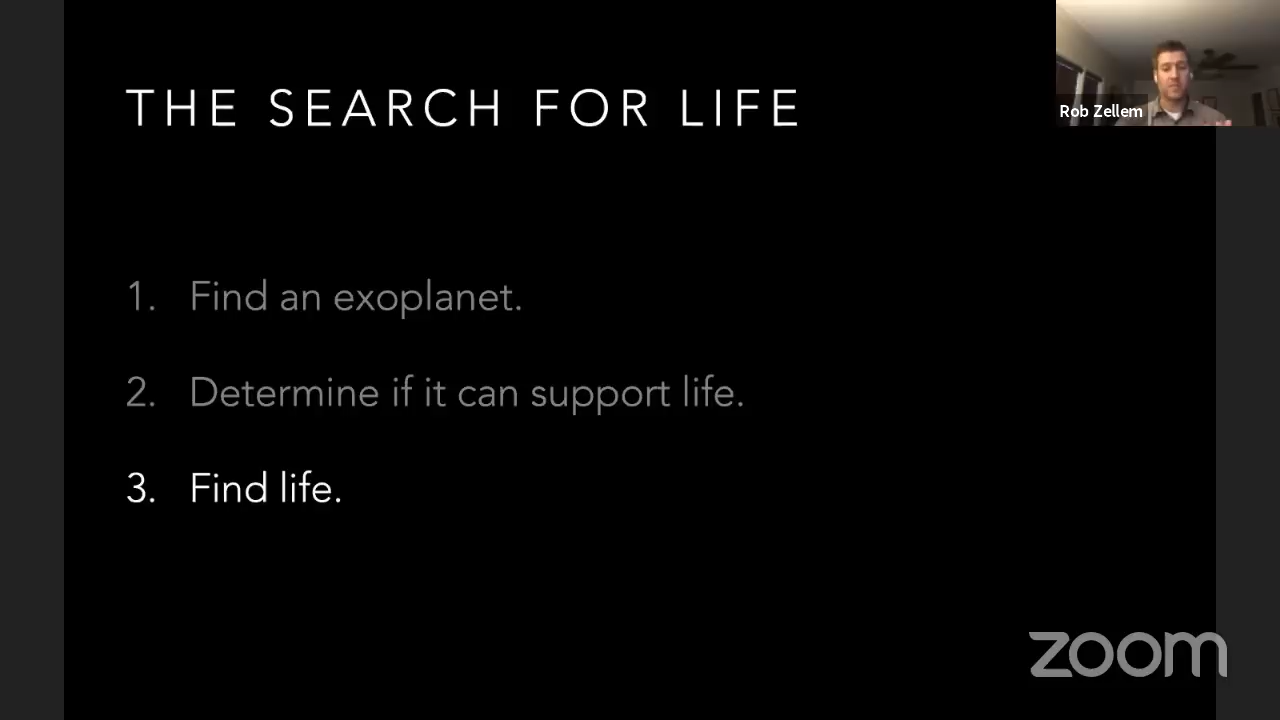 THE SEARCH FOR LIFE
Rob Zellem
1. Find an exoplanet.
2. Determine if it can support life.
3. Find life.
zoom